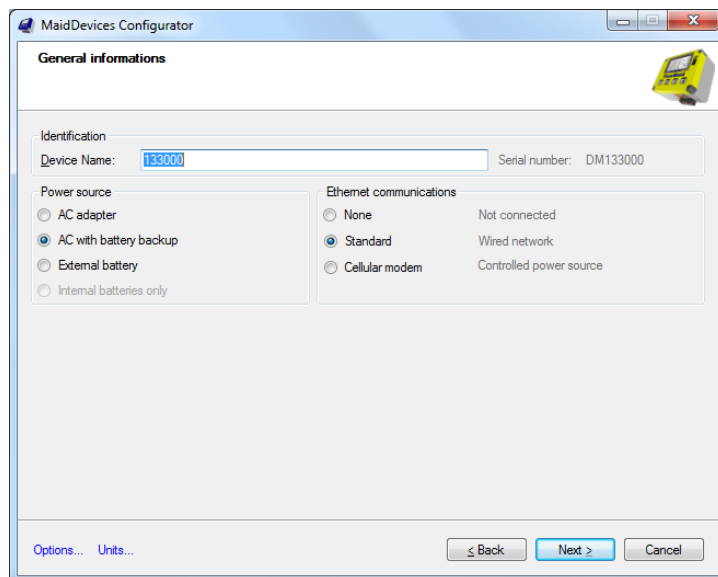 MaidDevices Configurator
General informations
Identification
Device Name: 133000 Serial number: DM133000
Power source
AC adapter
AC with battery backup
External battery
Internal batteries only
Ethernet communications
None Not connected
Standard Wired network
Cellular modem Controlled power source
Options... Units... < Back Next > Cancel